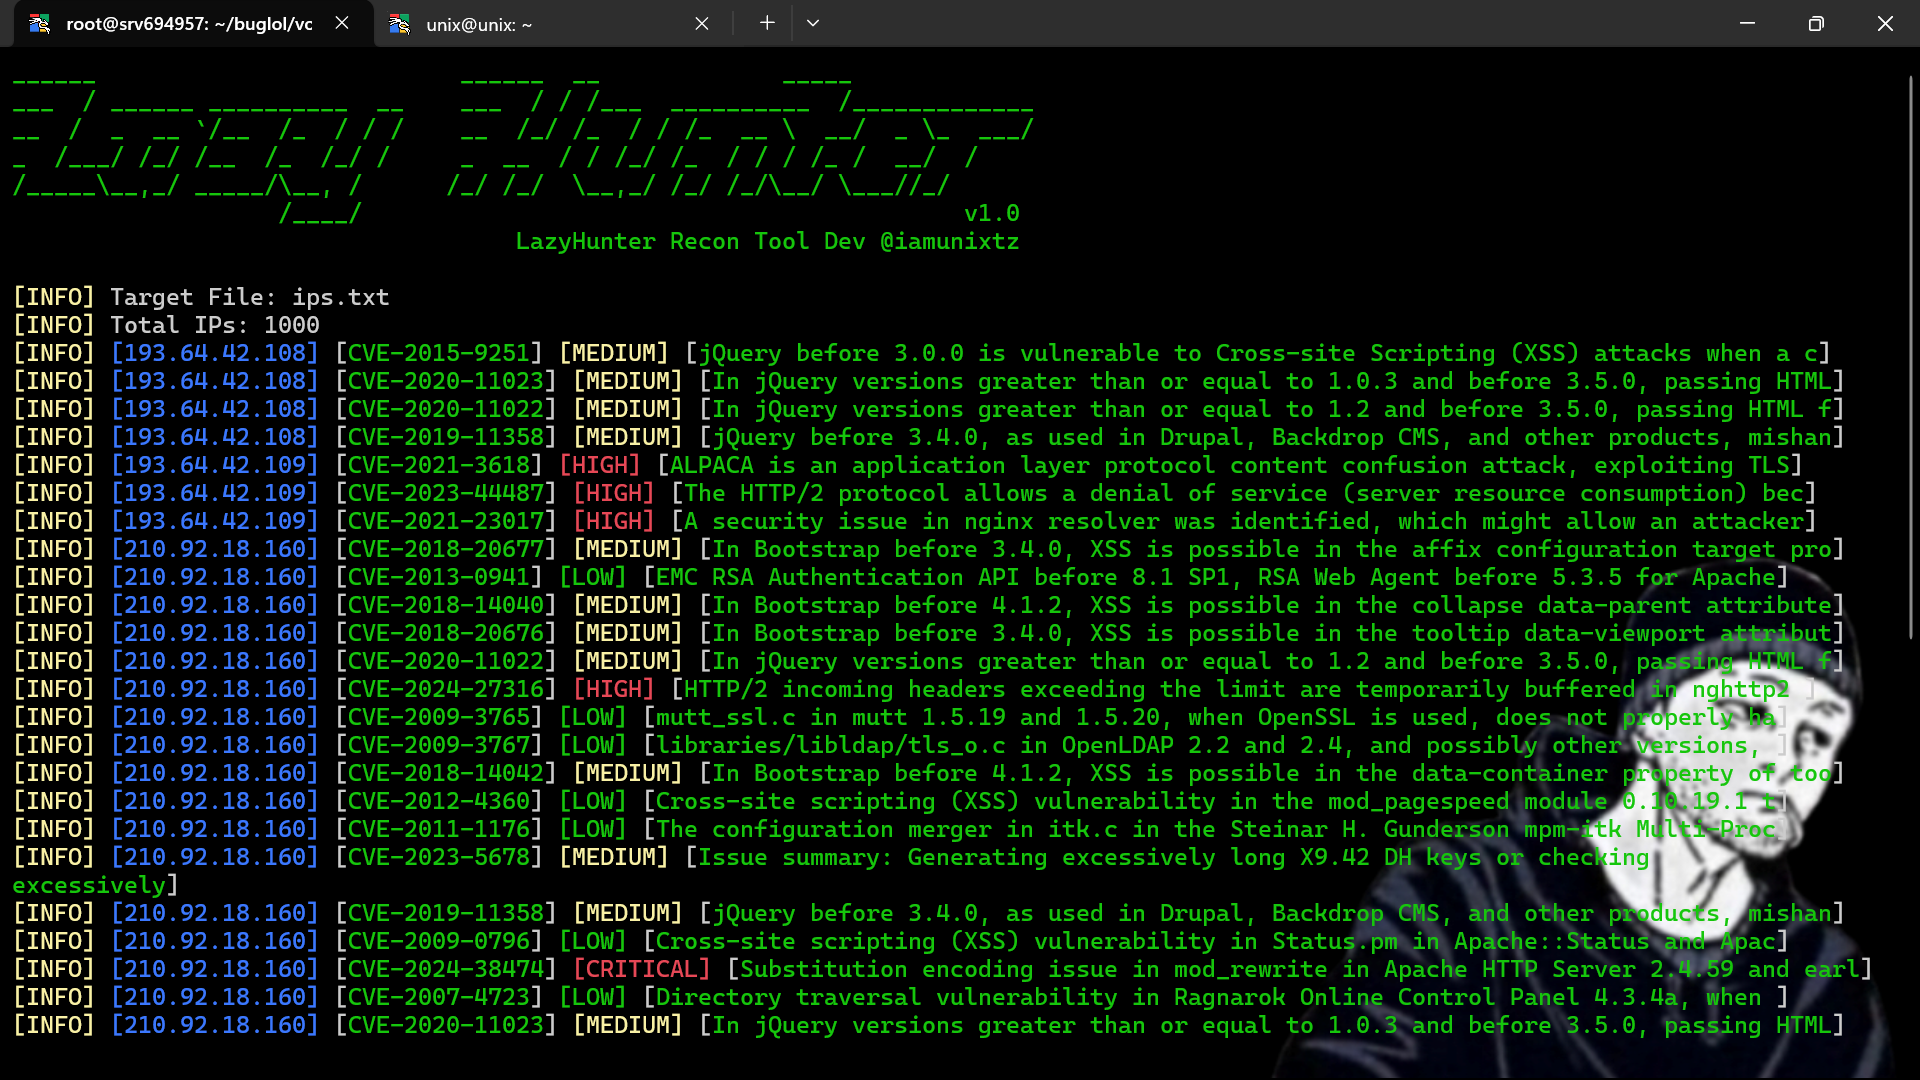 root@srv694957: ~/buglol/vc
unix@unix: ~
Lazy Hunter
v1.0
LazyHunter Recon Tool Dev @iamunixtz
[INFO] Target File: ips.txt
[INFO] Total IPs: 1000
[INFO] [193.64.42.108] [CVE-2015-9251] [MEDIUM] [jQuery before 3.0.0 is vulnerable to Cross-site Scripting (XSS) attacks when a c]
[INFO] [193.64.42.108] [CVE-2020-11023] [MEDIUM] [In jQuery versions greater than or equal to 1.0.3 and before 3.5.0, passing HTML]
[INFO] [193.64.42.108] [CVE-2020-11022] [MEDIUM] [In jQuery versions greater than or equal to 1.2 and before 3.5.0, passing HTML f]
[INFO] [193.64.42.108] [CVE-2019-11358] [MEDIUM] [jQuery before 3.4.0, as used in Drupal, Backdrop CMS, and other products, mishan]
[INFO] [193.64.42.109] [CVE-2021-3618] [HIGH] [ALPACA is an application layer protocol content confusion attack, exploiting TLS]
[INFO] [193.64.42.109] [CVE-2023-44487] [HIGH] [The HTTP/2 protocol allows a denial of service (server resource consumption) bec]
[INFO] [193.64.42.109] [CVE-2021-23017] [HIGH] [A security issue in nginx resolver was identified, which might allow an attacker]
[INFO] [210.92.18.160] [CVE-2018-20677] [MEDIUM] [In Bootstrap before 3.4.0, XSS is possible in the affix configuration target pro]
[INFO] [210.92.18.160] [CVE-2013-0941] [LOW] [EMC RSA Authentication API before 8.1 SP1, RSA Web Agent before 5.3.5 for Apache]
[INFO] [210.92.18.160] [CVE-2018-14040] [MEDIUM] [In Bootstrap before 4.1.2, XSS is possible in the collapse data-parent attribute]
[INFO] [210.92.18.160] [CVE-2018-20676] [MEDIUM] [In Bootstrap before 3.4.0, XSS is possible in the tooltip data-viewport attribut]
[INFO] [210.92.18.160] [CVE-2020-11022] [MEDIUM] [In jQuery versions greater than or equal to 1.2 and before 3.5.0, passing HTML f]
[INFO] [210.92.18.160] [CVE-2024-27316] [HIGH] [HTTP/2 incoming headers exceeding the limit are temporarily buffered in nghttp2 ]
[INFO] [210.92.18.160] [CVE-2009-3765] [LOW] [mutt_ssl.c in mutt 1.5.19 and 1.5.20, when OpenSSL is used, does not properly ha]
[INFO] [210.92.18.160] [CVE-2009-3767] [LOW] [libraries/libldap/tls_o.c in OpenLDAP 2.2 and 2.4, and possibly other versions, ]
[INFO] [210.92.18.160] [CVE-2018-14042] [MEDIUM] [In Bootstrap before 4.1.2, XSS is possible in the data-container property of too]
[INFO] [210.92.18.160] [CVE-2012-4360] [LOW] [Cross-site scripting (XSS) vulnerability in the mod_pagespeed module 0.10.19.1 t]
[INFO] [210.92.18.160] [CVE-2011-1176] [LOW] [The configuration merger in itk.c in the Steinar H. Gunderson mpm-itk Multi-Proc]
[INFO] [210.92.18.160] [CVE-2023-5678] [MEDIUM] [Issue summary: Generating excessively long X9.42 DH keys or checking
excessively]
[INFO] [210.92.18.160] [CVE-2019-11358] [MEDIUM] [jQuery before 3.4.0, as used in Drupal, Backdrop CMS, and other products, mishan]
[INFO] [210.92.18.160] [CVE-2009-0796] [LOW] [Cross-site scripting (XSS) vulnerability in Status.pm in Apache::Status and Apac]
[INFO] [210.92.18.160] [CVE-2024-38474] [CRITICAL] [Substitution encoding issue in mod_rewrite in Apache HTTP Server 2.4.59 and earl]
[INFO] [210.92.18.160] [CVE-2007-4723] [LOW] [Directory traversal vulnerability in Ragnarok Online Control Panel 4.3.4a, when ]
[INFO] [210.92.18.160] [CVE-2020-11023] [MEDIUM] [In jQuery versions greater than or equal to 1.0.3 and before 3.5.0, passing HTML]